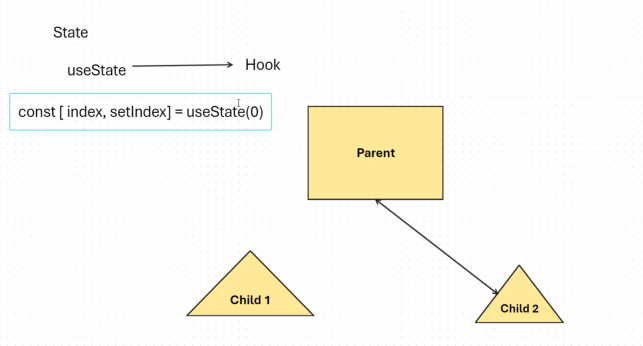 State
useState
Hook
const [ index, setIndex] = useState(0)
Parent
Child 1
Child 2